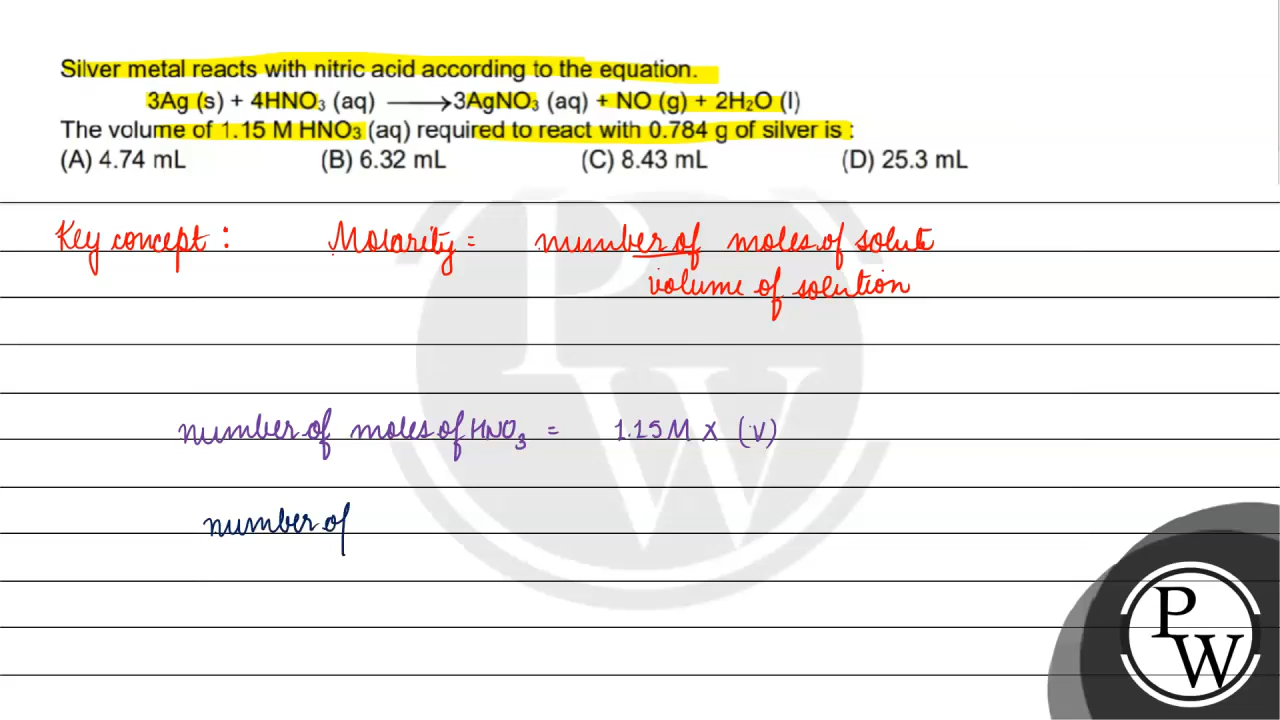 Silver metal reacts with nitric acid according to the equation.
3Ag (s) + 4HNO₃ (aq) ⟶ 3AgNO₃ (aq) + NO (g) + 2H₂O (l)
The volume of 1.15 M HNO₃ (aq) required to react with 0.784 g of silver is :
(A) 4.74 mL (B) 6.32 mL (C) 8.43 mL (D) 25.3 mL
Key concept : Molarity = number of moles of solute
volume of solution
number of moles of HNO₃ = 1.15M × (V)
number of
P
W
P
W